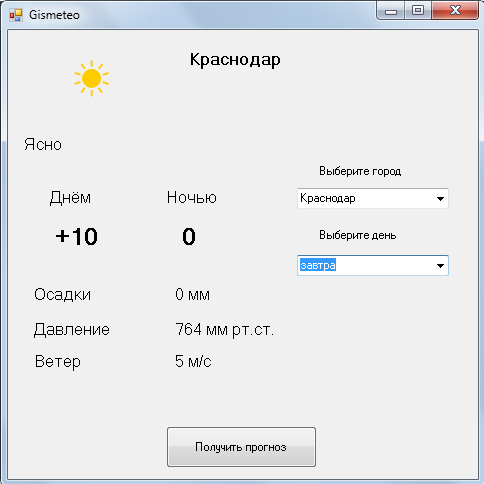 Gismeteo
Краснодар
Ясно
Выберите город
Днём Ночью
Краснодар
+10 0
Выберите день
завтра
Осадки 0 мм
Давление 764 мм рт.ст.
Ветер 5 м/с
Получить прогноз